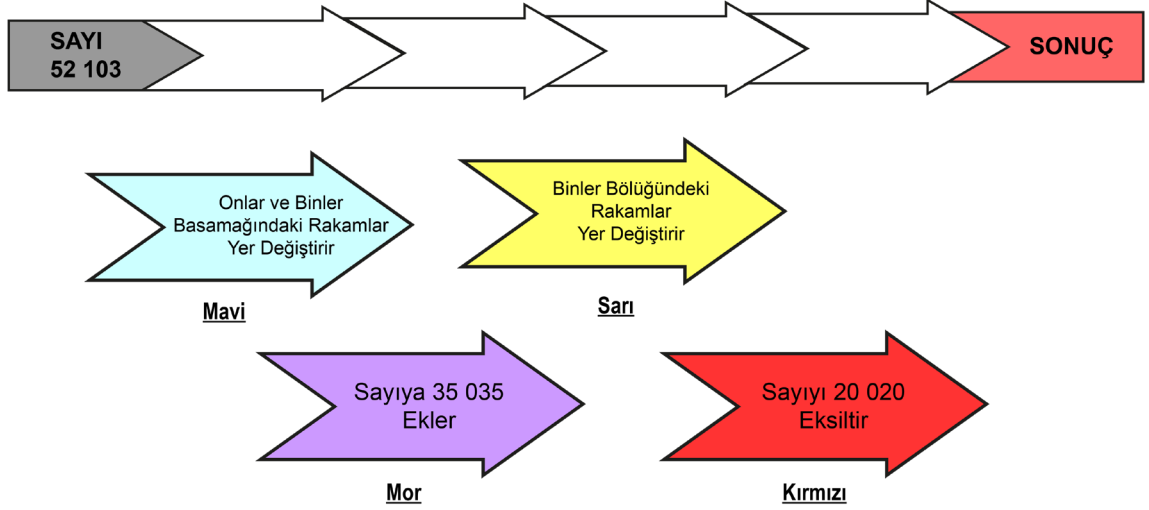 SAYI
52 103
SONUÇ
Onlar ve Binler
Basamağındaki Rakamlar
Yer Değiştirir
Mavi
Binler Bölüğündeki
Rakamlar
Yer Değiştirir
Sarı
Sayıya 35 035
Ekler
Mor
Sayıyı 20 020
Eksiltir
Kırmızı